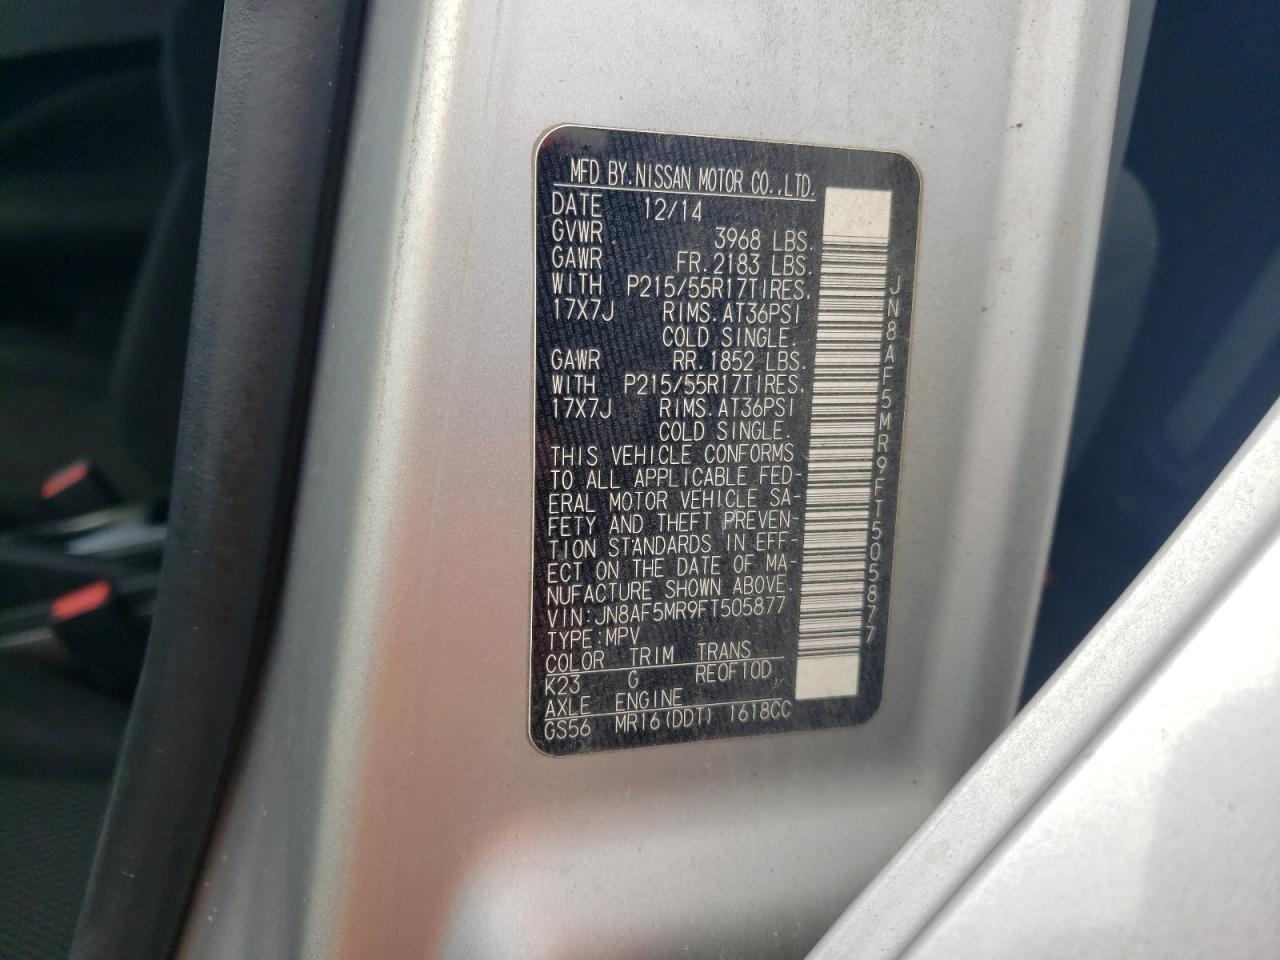 MFD BY.NISSAN MOTOR CO.,LTD.
DATE 12/14
GVWR 3968 LBS.
GAWR FR.2183 LBS.
WITH P215/55R17TIRES.
17X7J RIMS.AT36PSI
COLD SINGLE.
GAWR RR.1852 LBS.
WITH P215/55R17TIRES.
17X7J RIMS.AT36PSI
COLD SINGLE.
THIS VEHICLE CONFORMS
TO ALL APPLICABLE FED-
ERAL MOTOR VEHICLE SA-
FETY AND THEFT PREVEN-
TION STANDARDS IN EFF-
ECT ON THE DATE OF MA-
NUFACTURE SHOWN ABOVE.
VIN:JN8AF5MR9FT505877
TYPE:MPV
COLOR TRIM TRANS
K23 G RE0F10D
AXLE ENGINE
GS56 MR16(DDT) 1618CC
JN8AF5MR9FT505877